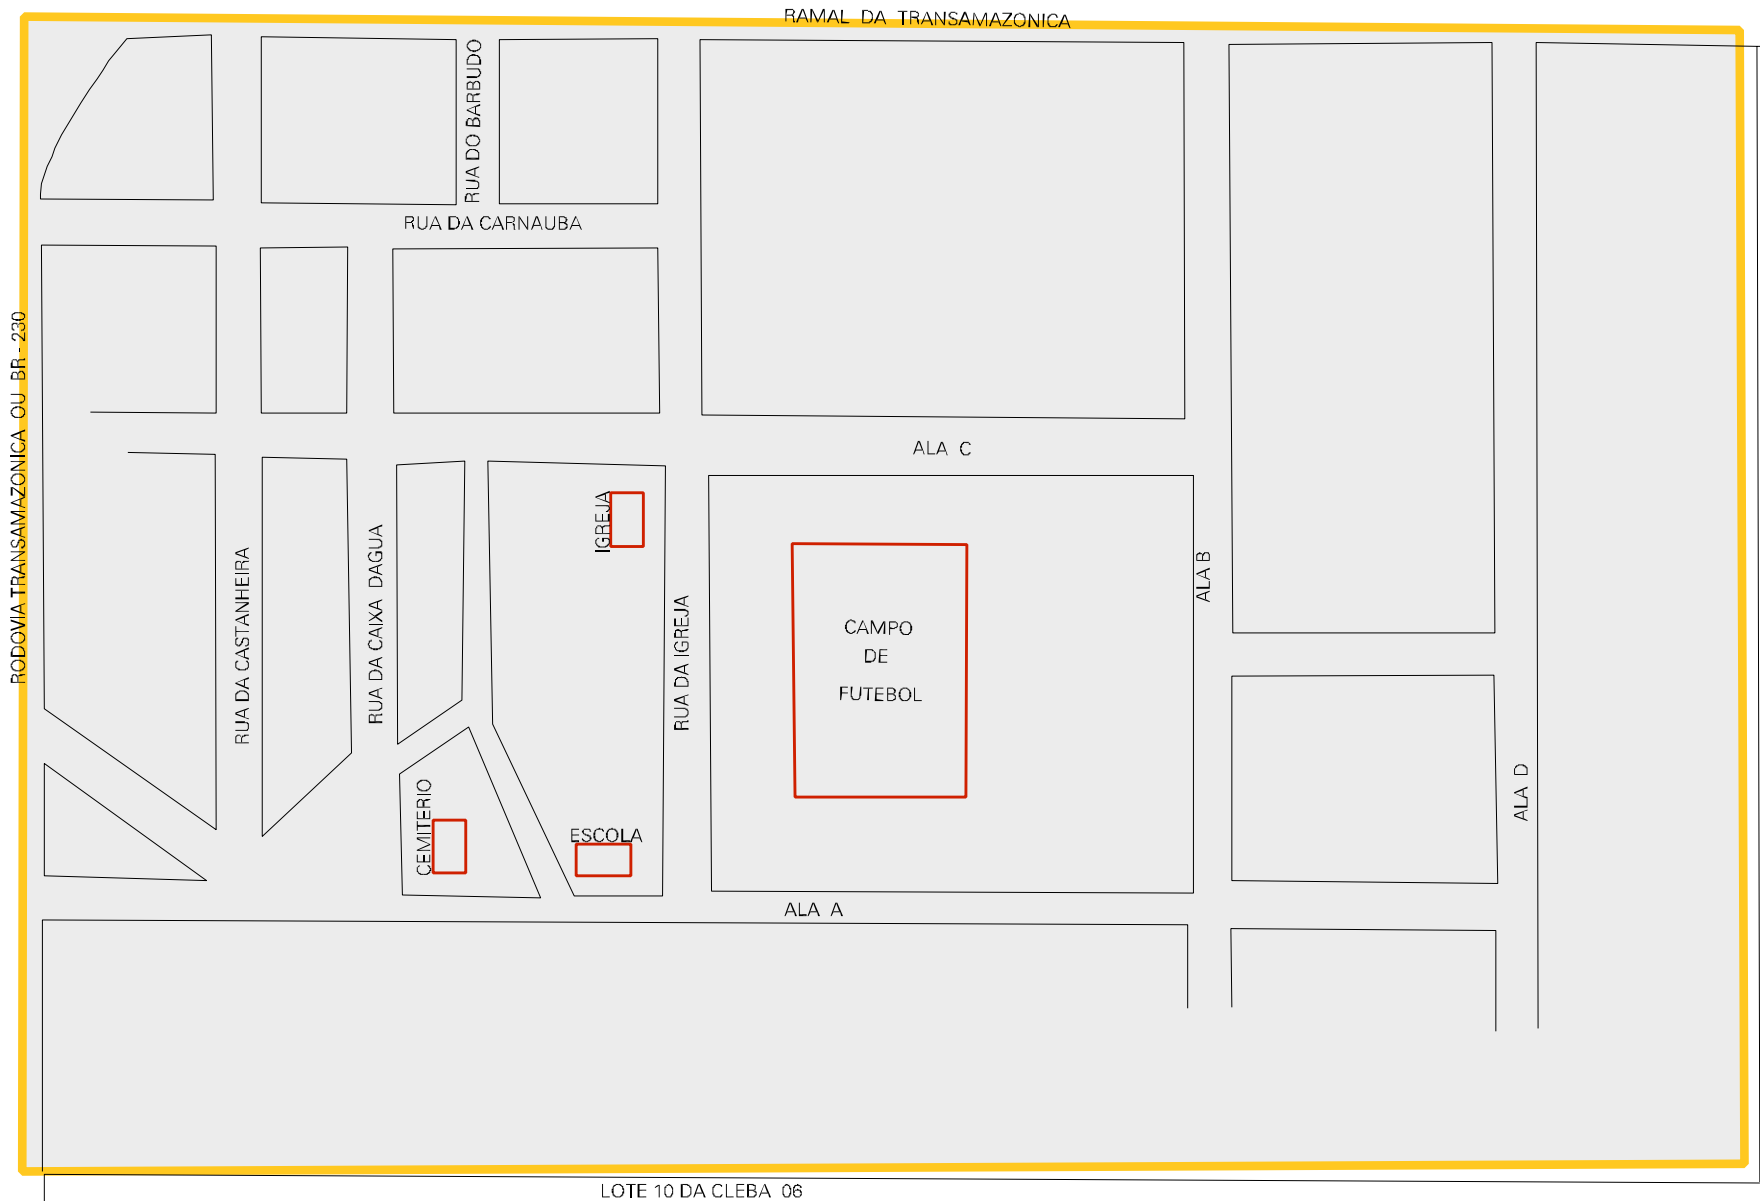 RAMAL DA TRANSAMAZONICA
RUA DO BARBUDO
RUA DA CARNAUBA
RODOVIA TRANSAMAZONICA OU BR - 230
ALA C
IGREJA
RUA DA CASTANHEIRA
RUA DA CAIXA DAGUA
RUA DA IGREJA
ALA B
CAMPO
DE
FUTEBOL
CEMITERIO
ESCOLA
ALA D
ALA A
LOTE 10 DA CLEBA 06